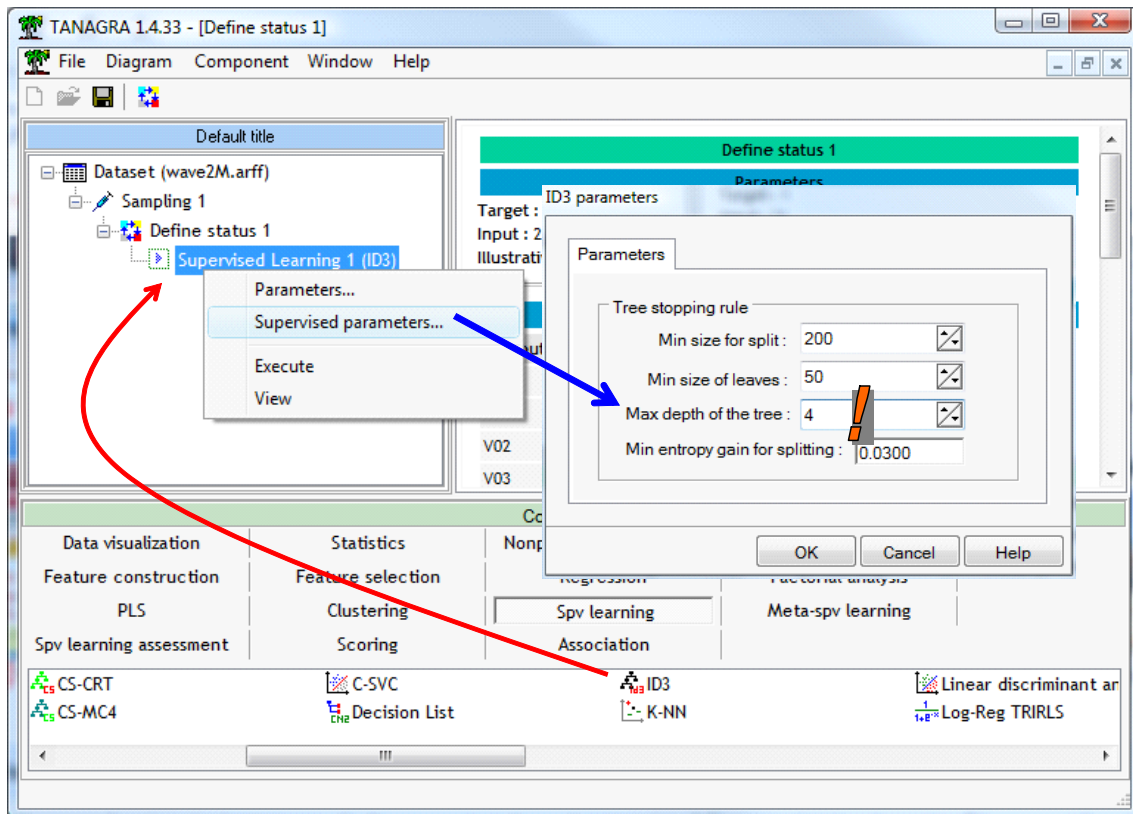 TANAGRA 1.4.33 - [Define status 1]
File Diagram Component Window Help
Default title
Dataset (wave2M.arff)
Sampling 1
Define status 1
Supervised Learning 1 (ID3)
Parameters...
Supervised parameters...
Execute
View
Define status 1
Parameters
Target :
Input : 2
Illustrati
V02
V03
ID3 parameters
Parameters
Tree stopping rule
Min size for split : 200
Min size of leaves : 50
Max depth of the tree : 4
Min entropy gain for splitting : 0.0300
!
OK Cancel Help
Data visualization Statistics
Feature construction Feature selection Regression Factorial analysis
PLS Clustering Spv learning Meta-spv learning
Spv learning assessment Scoring Association
CS-CRT C-SVC ID3 Linear discriminant an
CS-MC4 Decision List K-NN Log-Reg TRIRLS